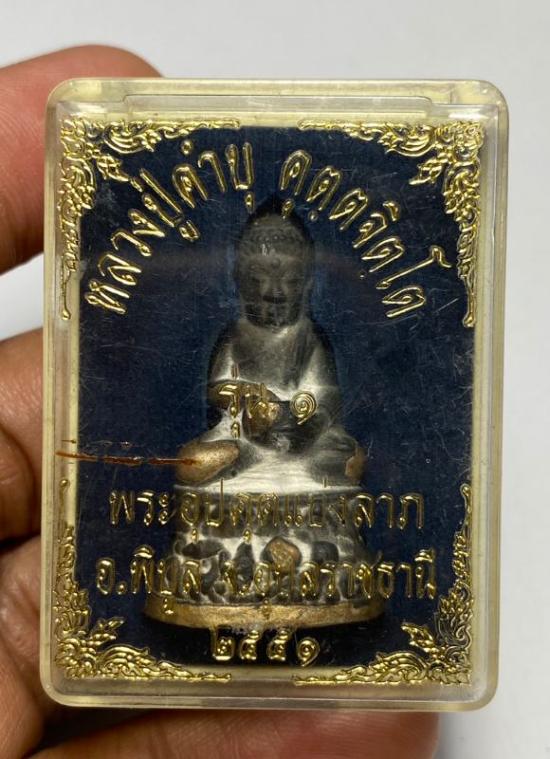 หลวงปู่คำบุ คุตฺตจิตฺโต
รุ่น ๑
พระอุปคุตแบ่งลาภ
อ.พิบูล จ.อุบลราชธานี
๒๕๕๑